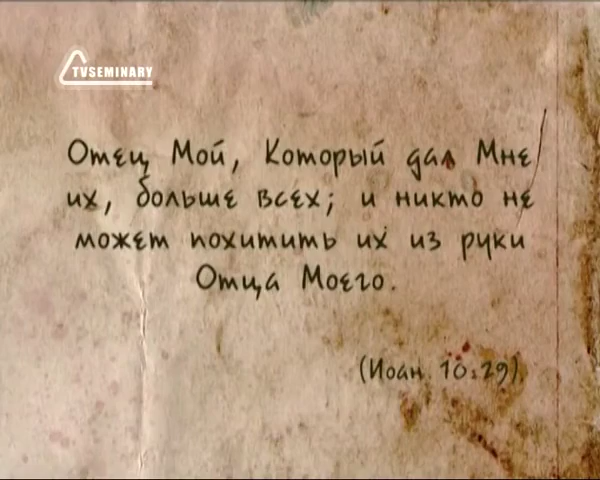 TVSEMINARY
Отец Мой, Который дал Мне
их, больше всех; и никто не
может похитить их из руки
Отца Моего.
(Иоан. 10:29)